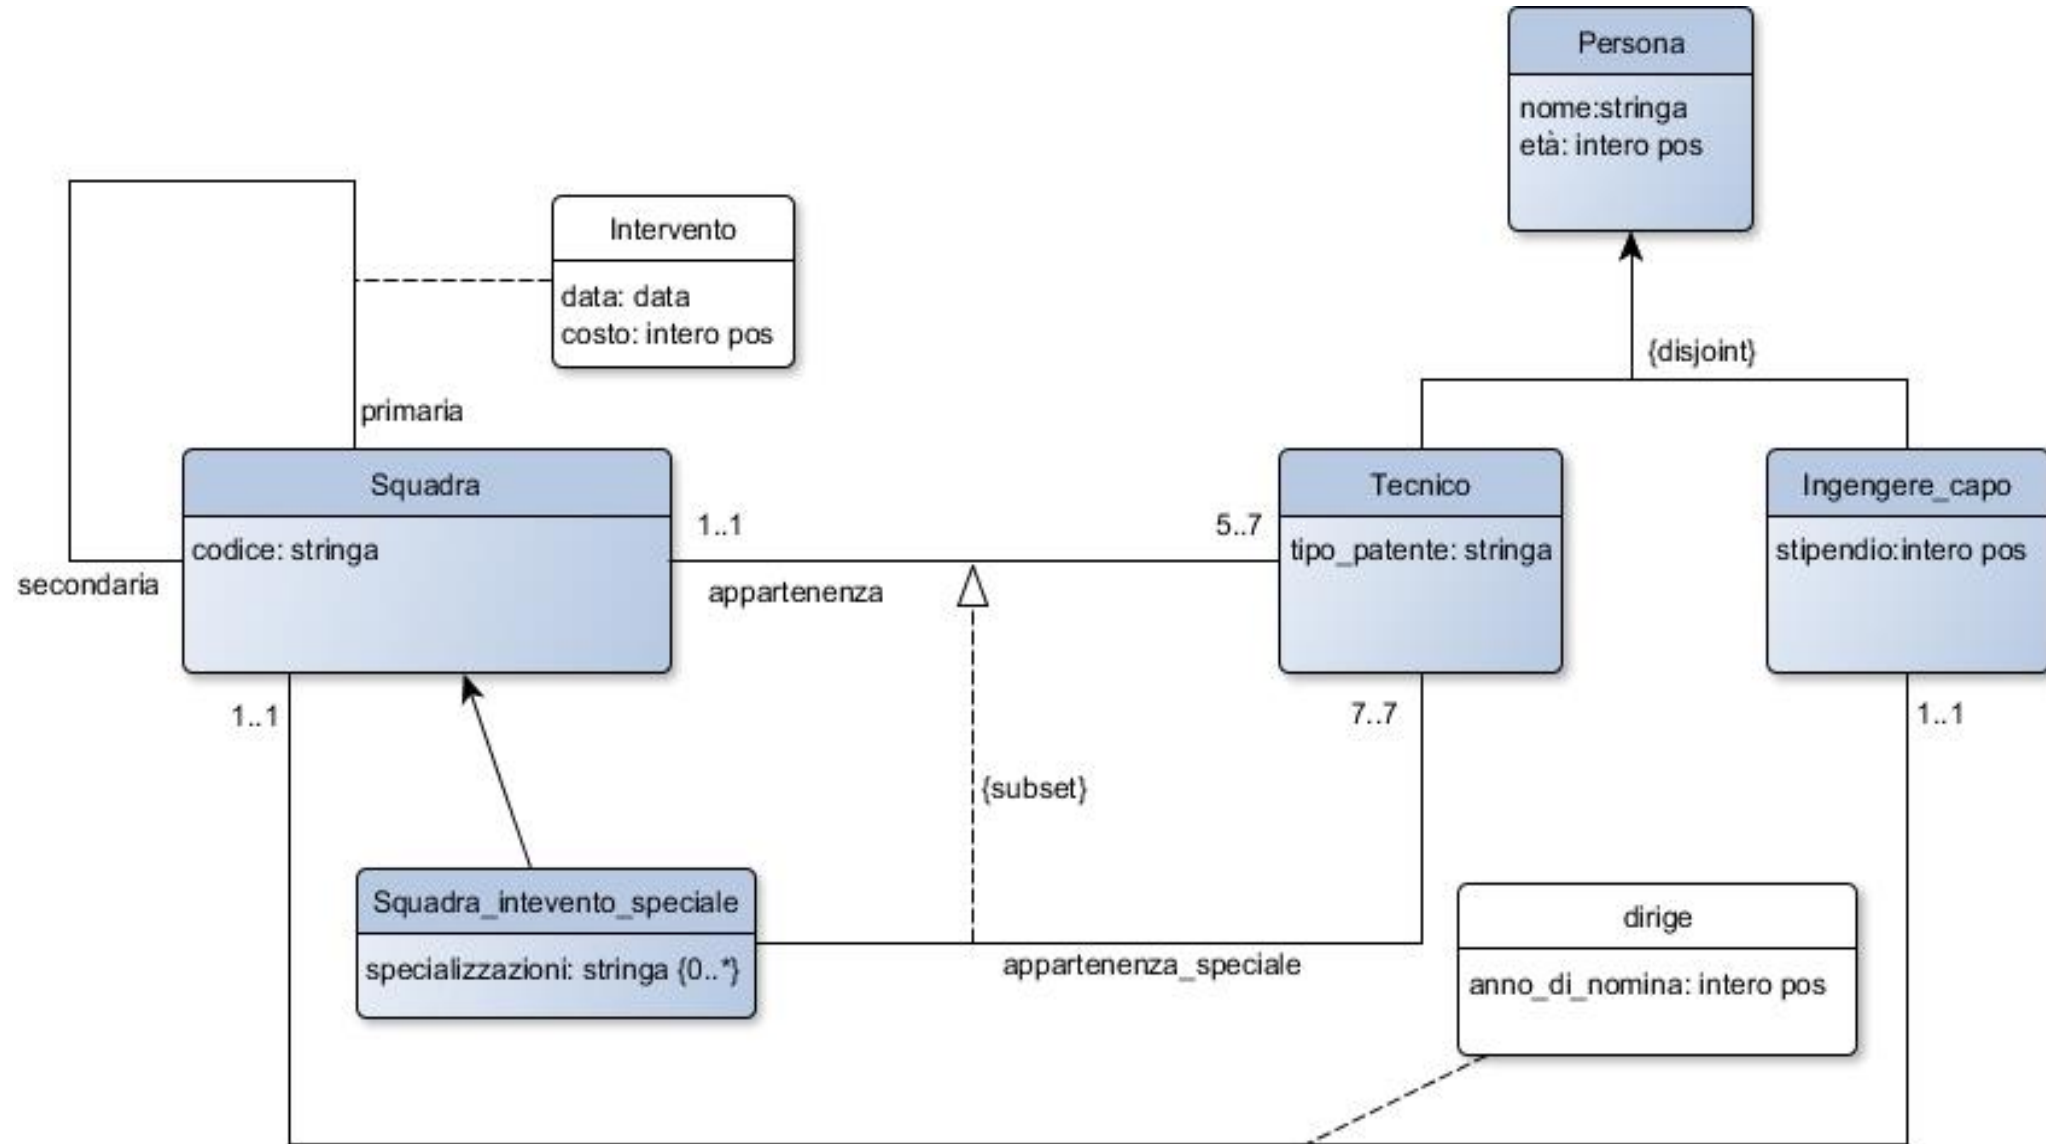 Persona
nome:stringa
età: intero pos
Intervento
data: data
costo: intero pos
{disjoint}
primaria
Squadra
codice: stringa
secondaria
1..1
5..7
appartenenza
Tecnico
tipo_patente: stringa
Ingengere_capo
stipendio:intero pos
1..1
7..7
1..1
{subset}
Squadra_intevento_speciale
specializzazioni: stringa {0..*}
appartenenza_speciale
dirige
anno_di_nomina: intero pos